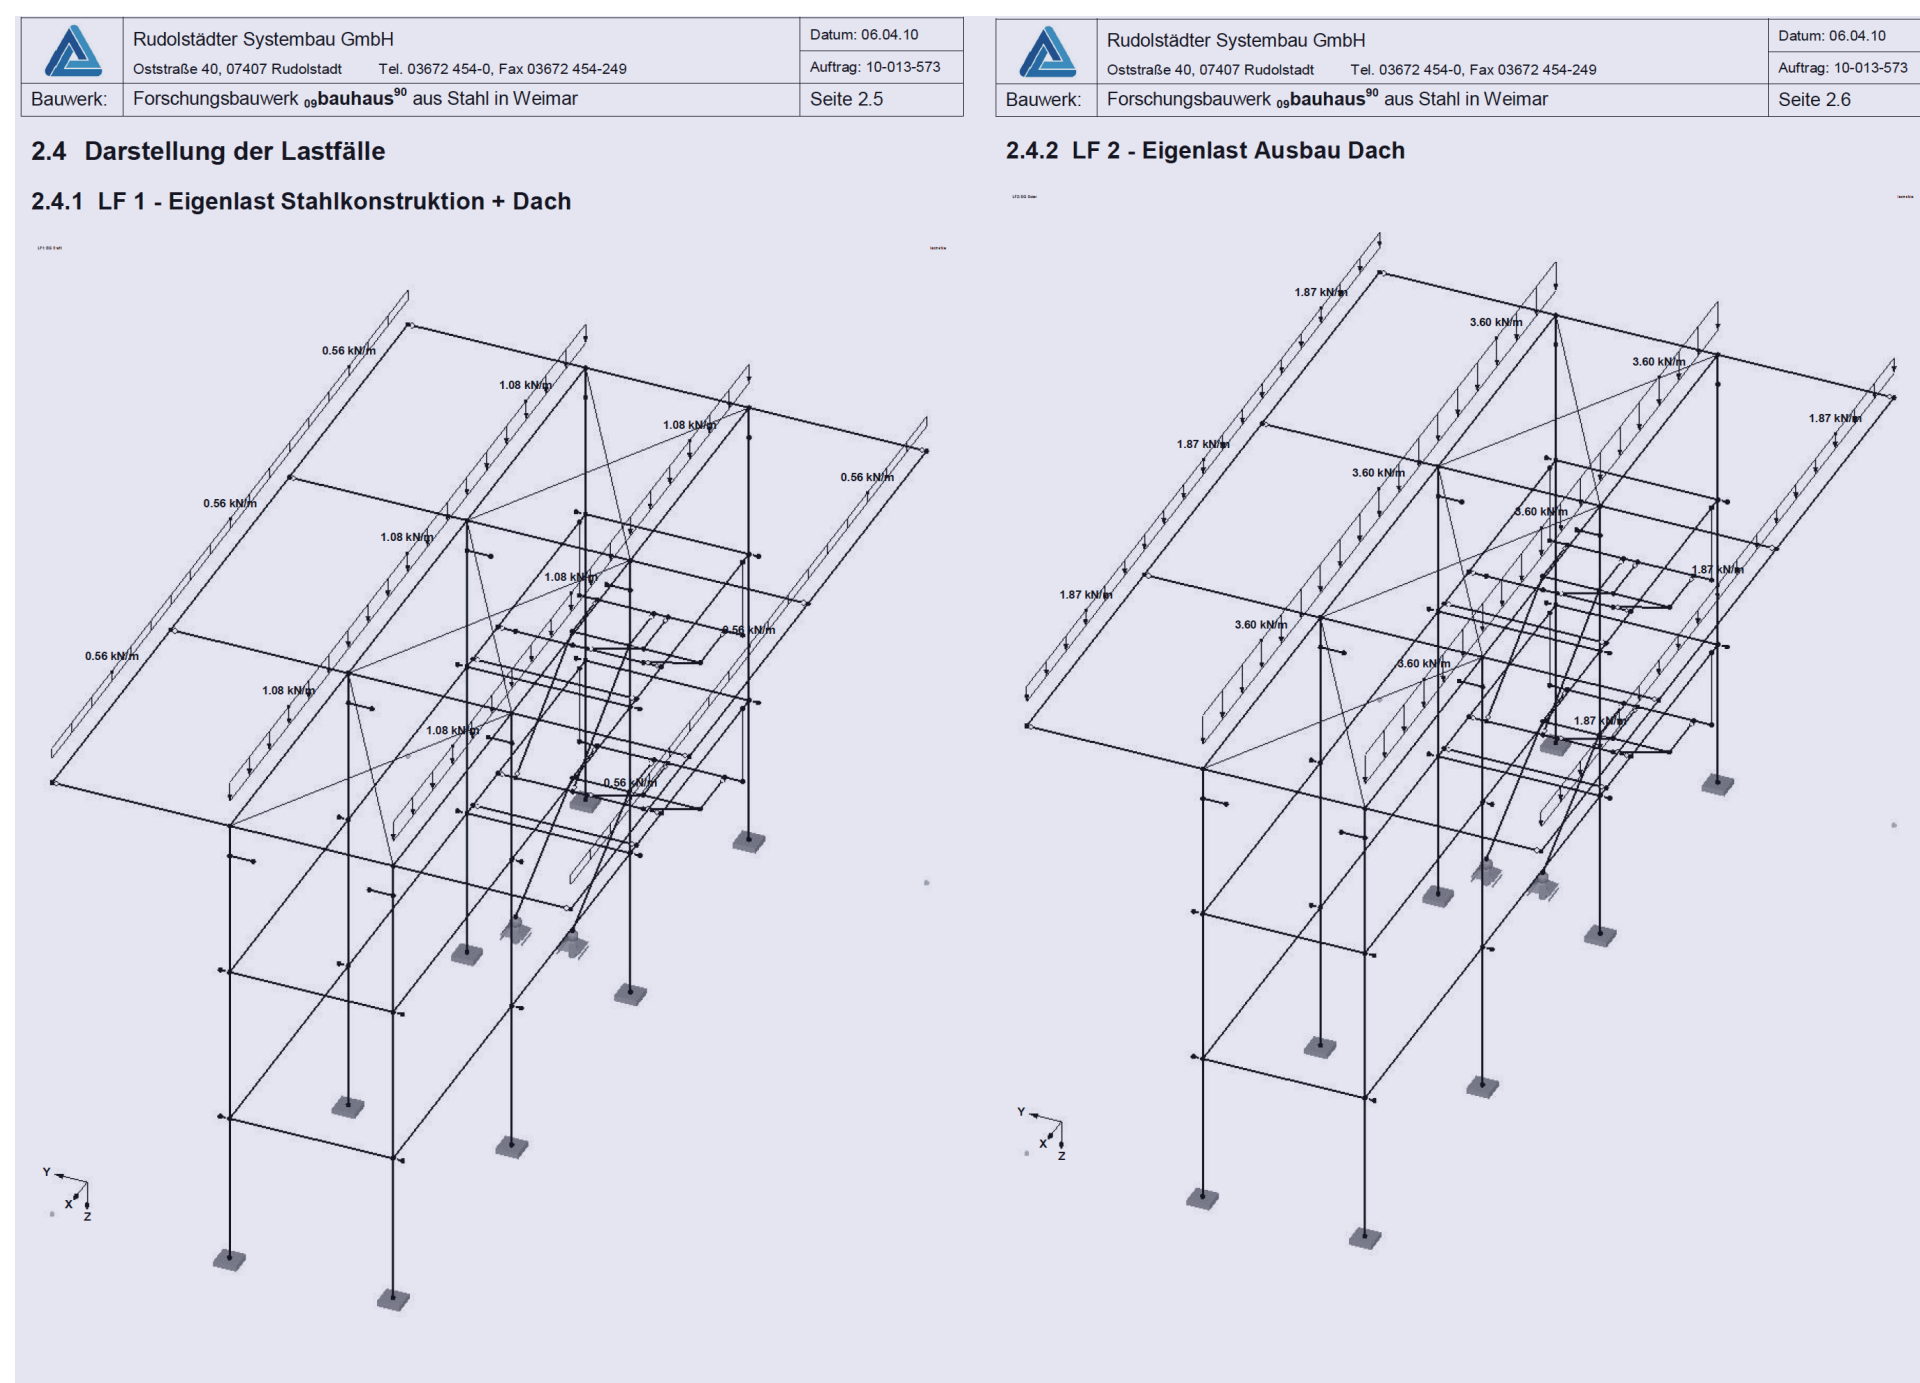 Rudolstädter Systembau GmbH
Oststraße 40, 07407 Rudolstadt Tel. 03672 454-0, Fax 03672 454-249
Datum: 06.04.10
Auftrag: 10-013-573
Bauwerk: Forschungsbauwerk 09bauhaus90 aus Stahl in Weimar
Seite 2.5
2.4 Darstellung der Lastfälle
2.4.1 LF 1 - Eigenlast Stahlkonstruktion + Dach
0.56 kN/m
1.08 kN/m
1.08 kN/m
0.56 kN/m
0.56 kN/m
1.08 kN/m
1.08 kN/m
0.56 kN/m
0.56 kN/m
1.08 kN/m
1.08 kN/m
0.56 kN/m
Y
X
Z
Rudolstädter Systembau GmbH
Oststraße 40, 07407 Rudolstadt Tel. 03672 454-0, Fax 03672 454-249
Datum: 06.04.10
Auftrag: 10-013-573
Bauwerk: Forschungsbauwerk 09bauhaus90 aus Stahl in Weimar
Seite 2.6
2.4.2 LF 2 - Eigenlast Ausbau Dach
1.87 kN/m
3.60 kN/m
3.60 kN/m
1.87 kN/m
1.87 kN/m
3.60 kN/m
3.60 kN/m
1.87 kN/m
1.87 kN/m
3.60 kN/m
3.60 kN/m
1.87 kN/m
Y
X
Z